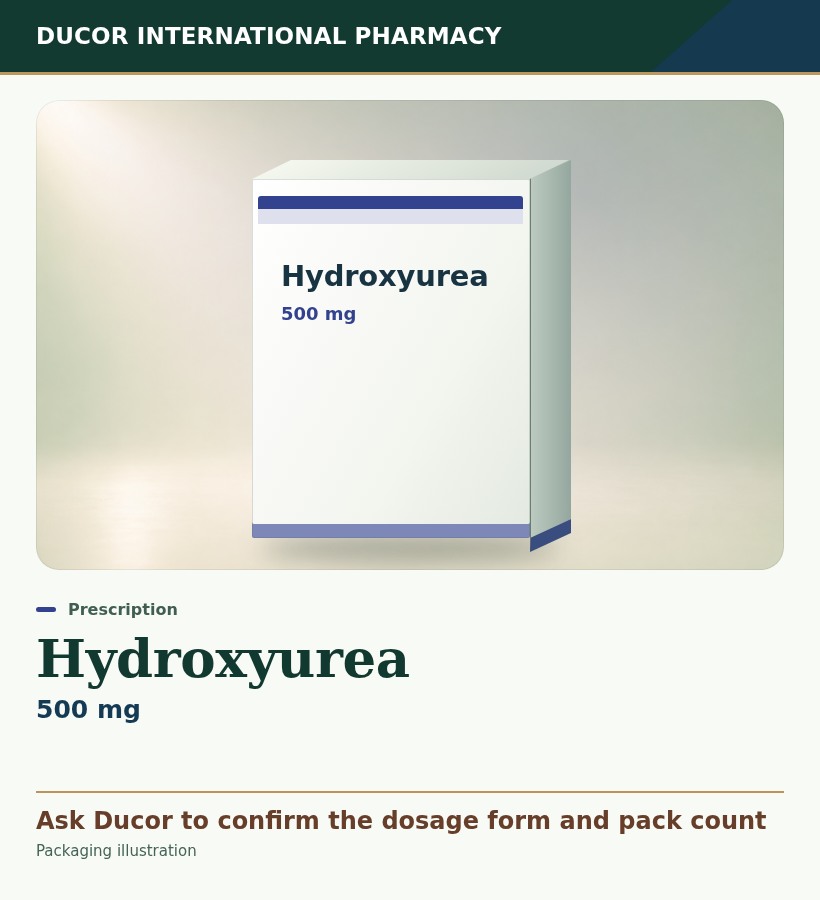 DUCOR INTERNATIONAL PHARMACY
Hydroxyurea
500 mg
Prescription
Hydroxyurea
500 mg
Ask Ducor to confirm the dosage form and pack count
Packaging illustration